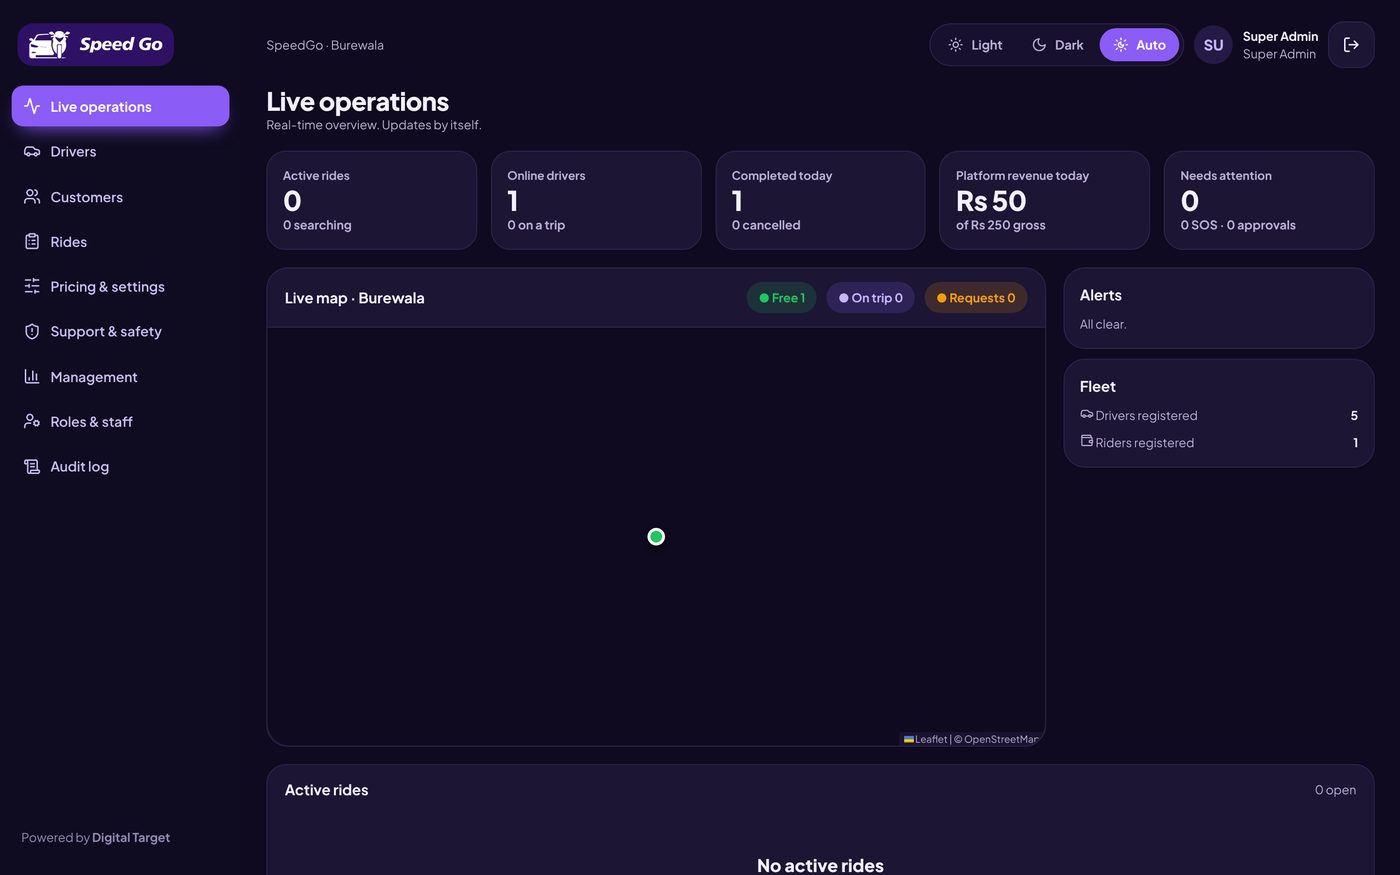 Speed Go
SpeedGo · Burewala
Light
Dark
Auto
SU
Super Admin
Super Admin
Live operations
Drivers
Customers
Rides
Pricing & settings
Support & safety
Management
Roles & staff
Audit log
Powered by Digital Target
Live operations
Real-time overview. Updates by itself.
Active rides
0
0 searching
Online drivers
1
0 on a trip
Completed today
1
0 cancelled
Platform revenue today
Rs 50
of Rs 250 gross
Needs attention
0
0 SOS · 0 approvals
Live map · Burewala
Free 1
On trip 0
Requests 0
Leaflet | © OpenStreetMap
Alerts
All clear.
Fleet
Drivers registered 5
Riders registered 1
Active rides
0 open
No active rides